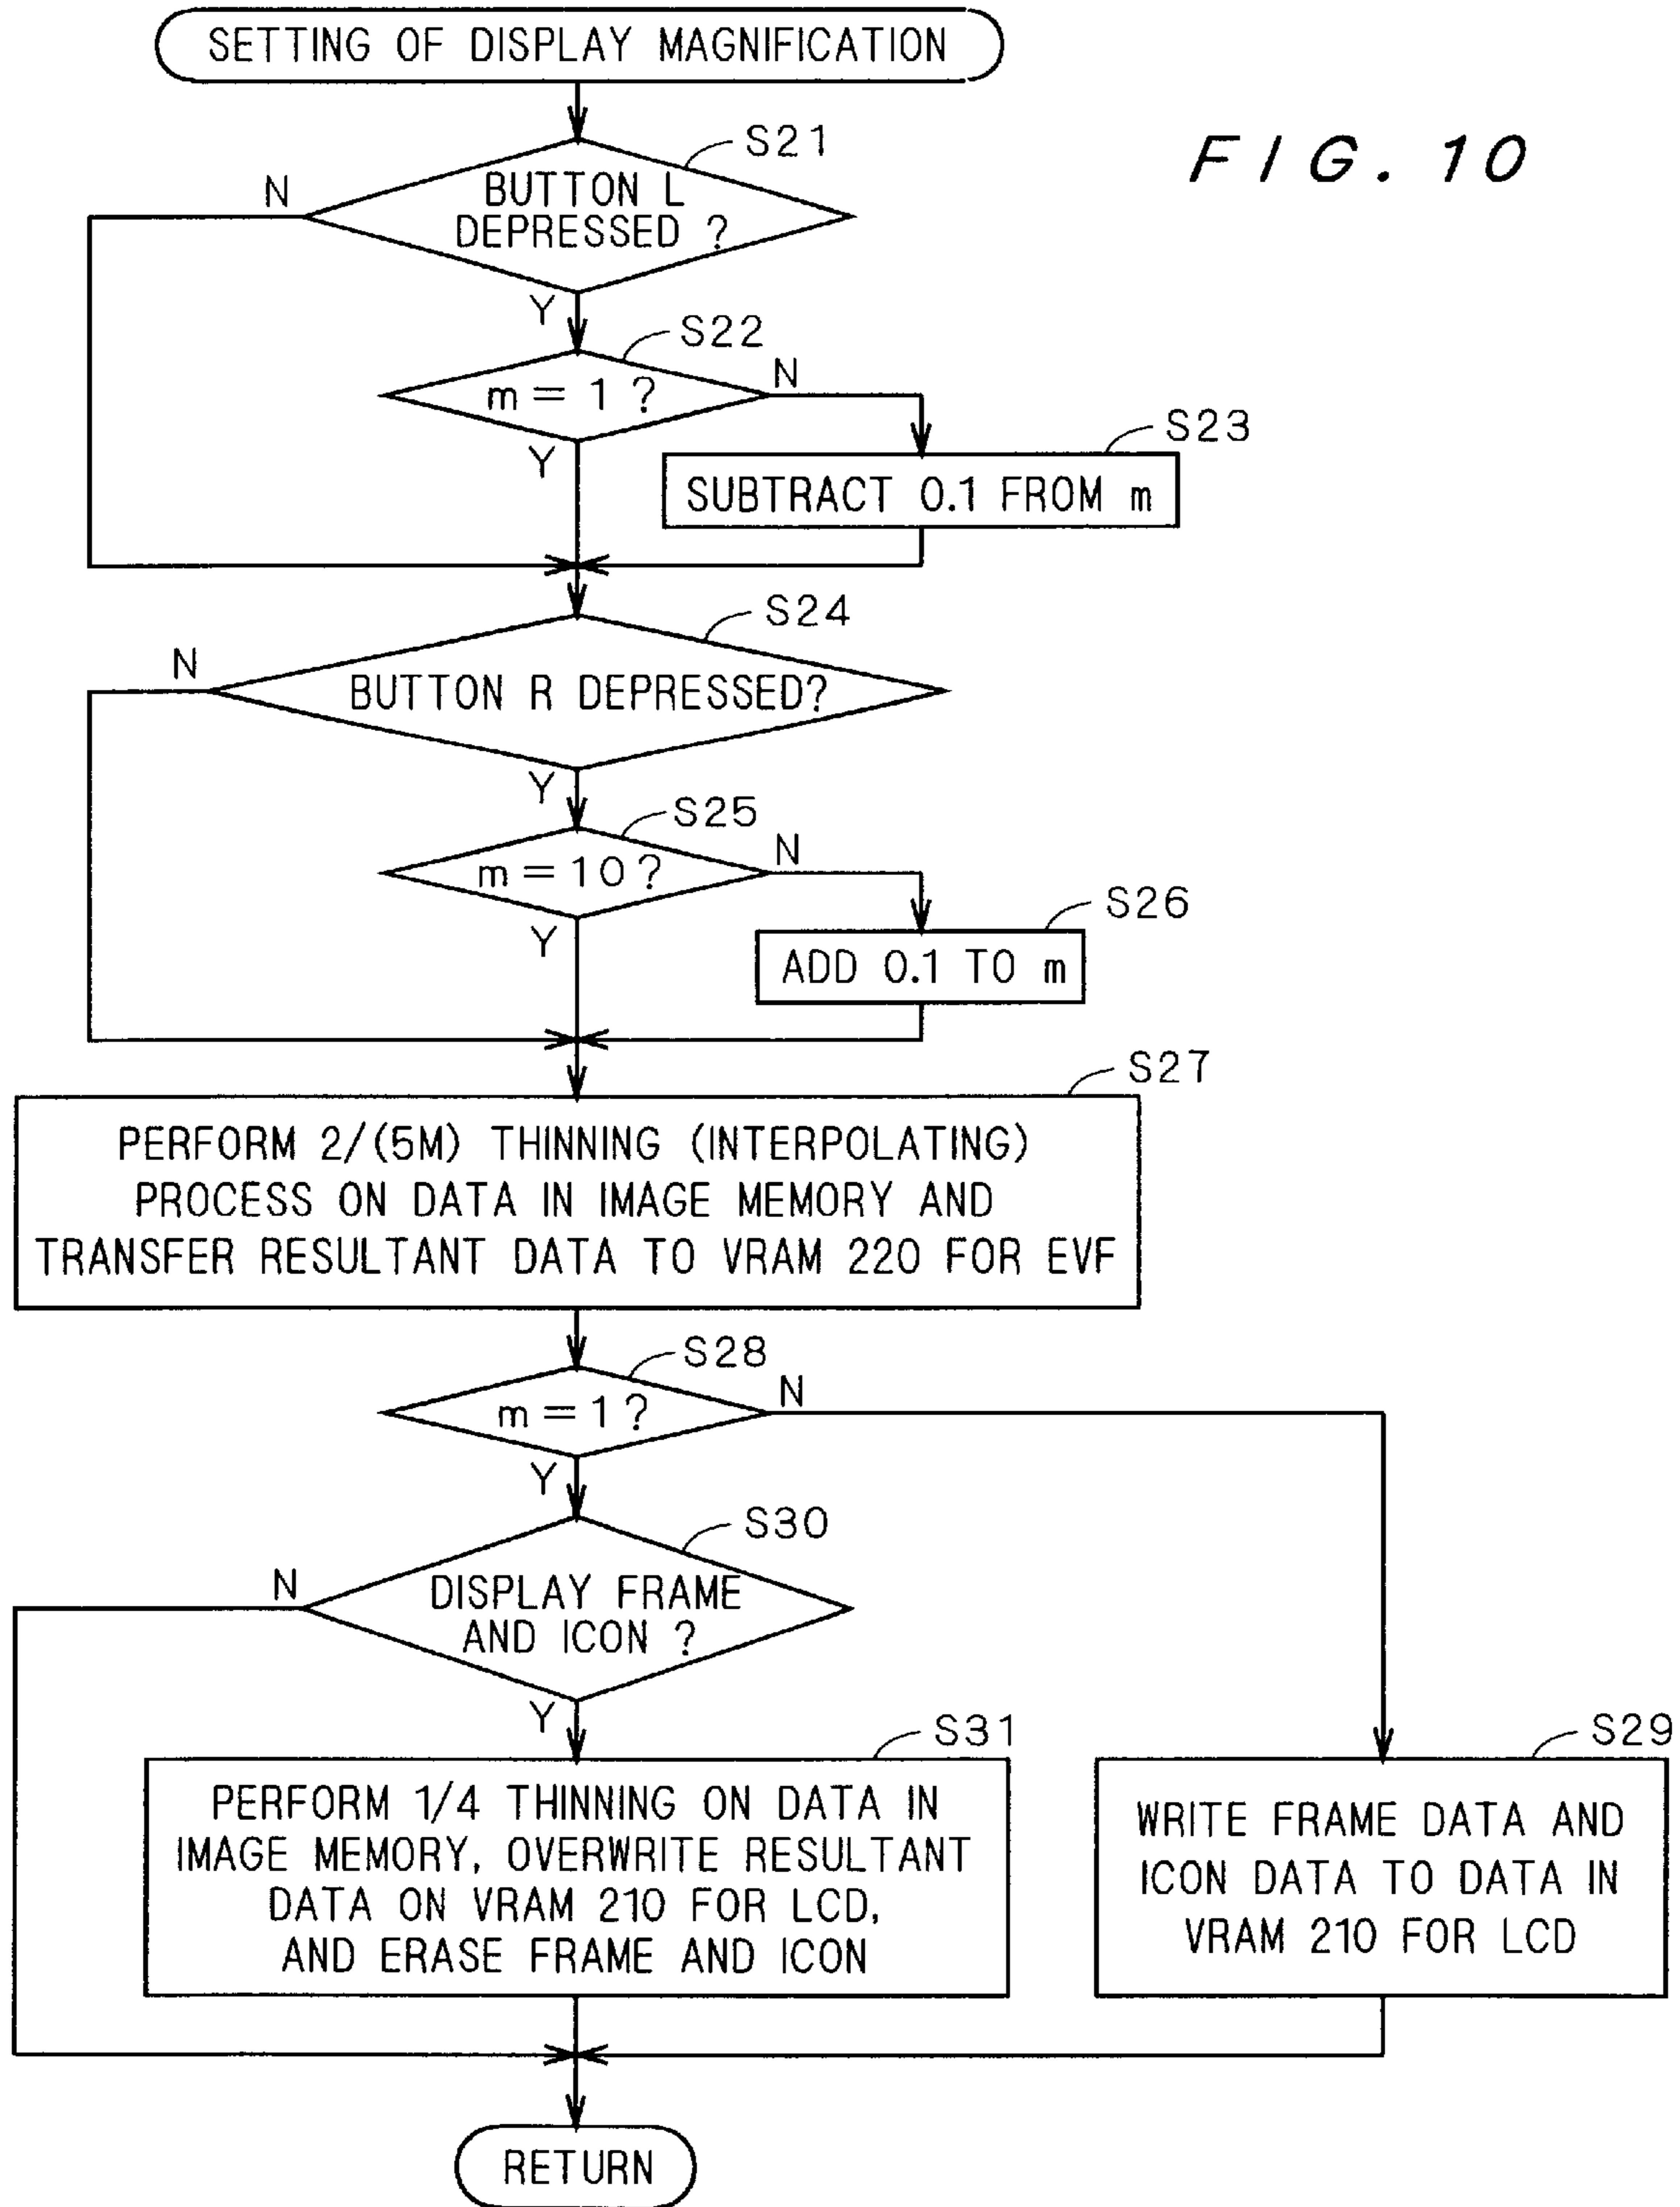 SETTING OF DISPLAY MAGNIFICATION
FIG. 10
S21
N
BUTTON L
DEPRESSED ?
Y
S22
m = 1 ?
N
Y
S23
SUBTRACT 0.1 FROM m
S24
N
BUTTON R DEPRESSED?
Y
S25
m = 10 ?
N
Y
S26
ADD 0.1 TO m
S27
PERFORM 2/(5M) THINNING (INTERPOLATING)
PROCESS ON DATA IN IMAGE MEMORY AND
TRANSFER RESULTANT DATA TO VRAM 220 FOR EVF
S28
m = 1 ?
N
Y
S30
N
DISPLAY FRAME
AND ICON ?
Y
S31
PERFORM 1/4 THINNING ON DATA IN
IMAGE MEMORY, OVERWRITE RESULTANT
DATA ON VRAM 210 FOR LCD,
AND ERASE FRAME AND ICON
S29
WRITE FRAME DATA AND
ICON DATA TO DATA IN
VRAM 210 FOR LCD
RETURN